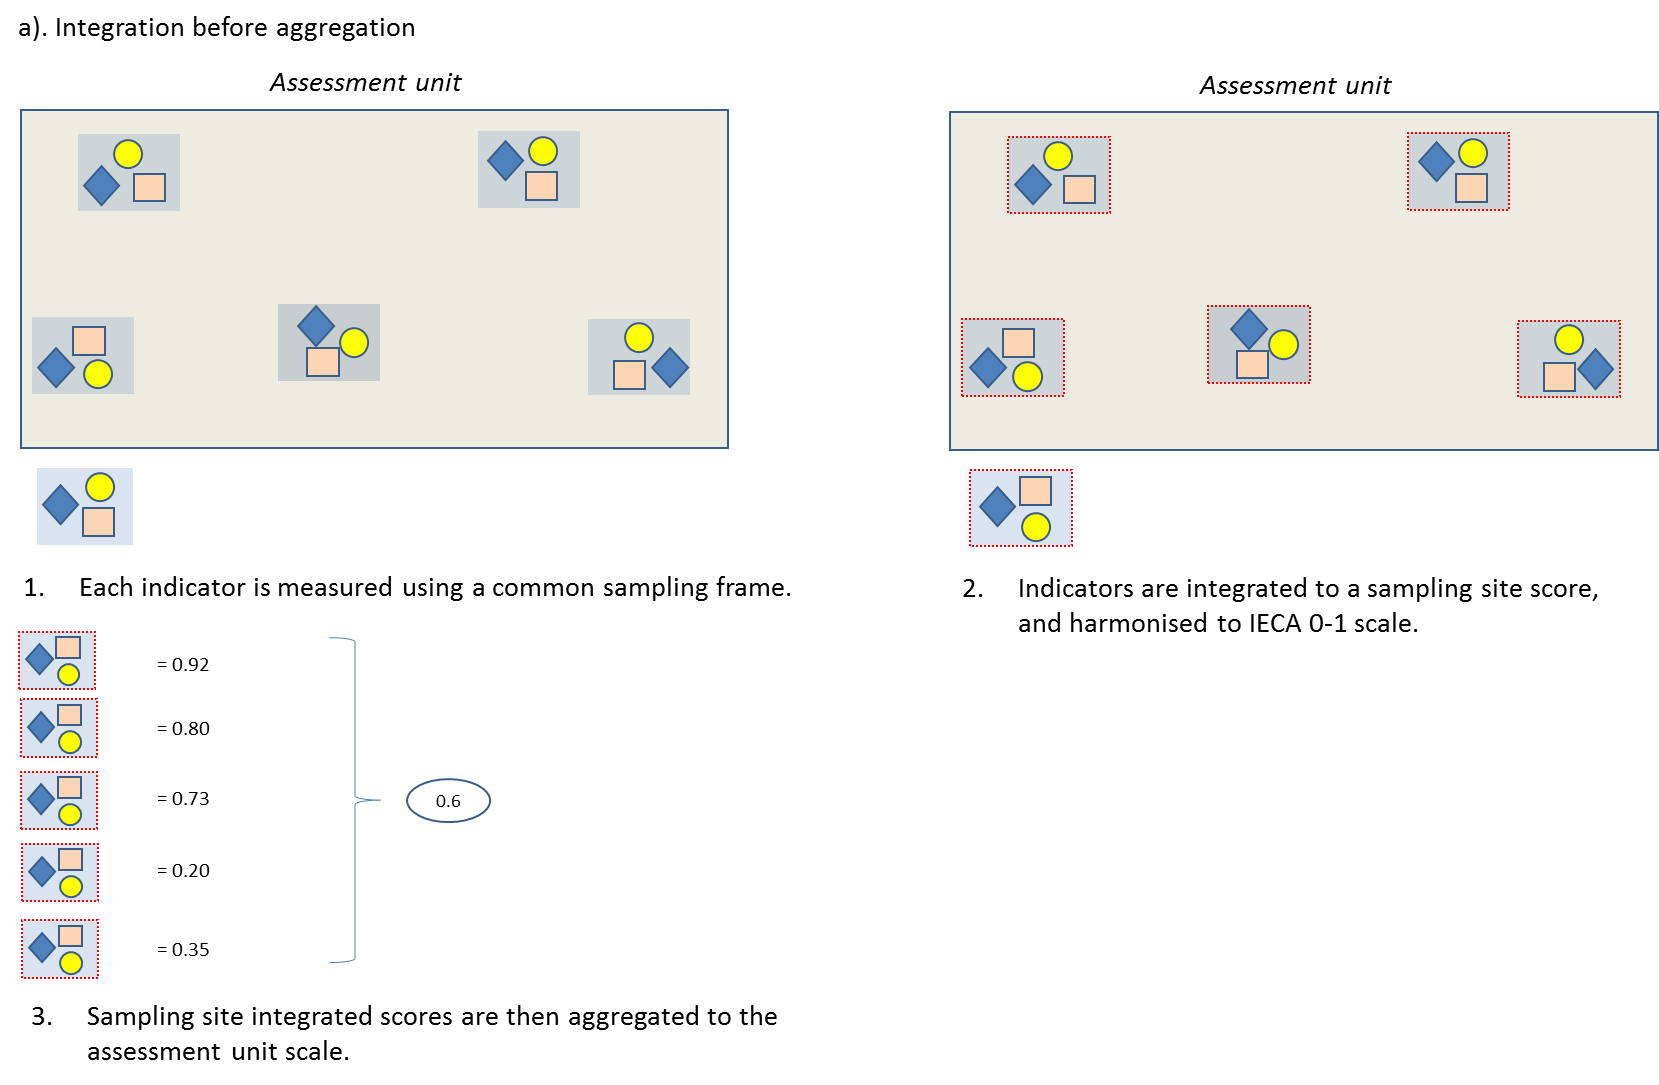 a). Integration before aggregation
Assessment unit
Assessment unit
1. Each indicator is measured using a common sampling frame.
2. Indicators are integrated to a sampling site score,
and harmonised to IECA 0-1 scale.
= 0.92
= 0.80
= 0.73
= 0.20
= 0.35
0.6
3. Sampling site integrated scores are then aggregated to the
assessment unit scale.